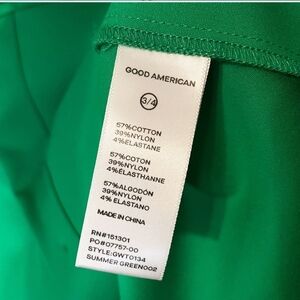 GOOD AMERICAN
3/4
57%COTTON
39%NYLON
4%ELASTANE
57%COTON
39%NYLON
4%ÉLASTHANNE
57%ALGODÓN
39%NYLON
4% ELASTANO
MADE IN CHINA
RN#151301
PO#07757-00
STYLE:GWT0134
SUMMER GREEN002